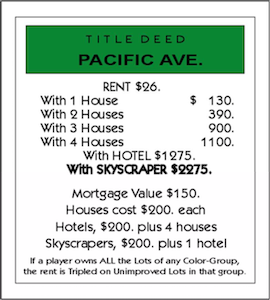 TITLE DEED
PACIFIC AVE.
RENT $26.
With 1 House $ 130.
With 2 Houses 390.
With 3 Houses 900.
With 4 Houses 1100.
With HOTEL $1275.
With SKYSCRAPER $2275.
Mortgage Value $150.
Houses cost $200. each
Hotels, $200. plus 4 houses
Skyscrapers, $200. plus 1 hotel
If a player owns ALL the Lots of any Color-Group,
the rent is Tripled on Unimproved Lots in that group.